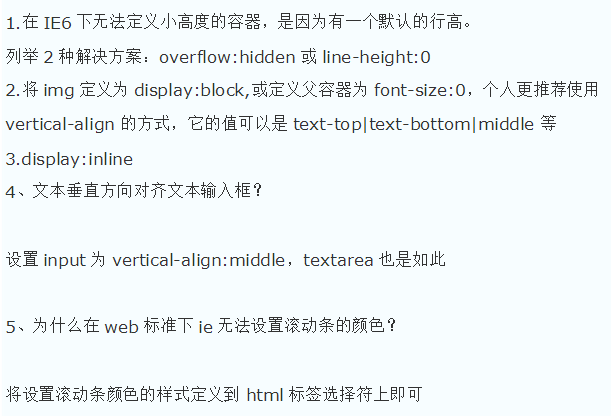 1.在 IE6 下无法定义小高度的容器，是因为有一个默认的行高。
列举 2 种解决方案：overflow:hidden 或 line-height:0
2.将 img 定义为 display:block,或定义父容器为 font-size:0，个人更推荐使用
vertical-align 的方式，它的值可以是 text-top|text-bottom|middle 等
3.display:inline
4、文本垂直方向对齐文本输入框？
设置 input 为 vertical-align:middle，textarea 也是如此
5、为什么在 web 标准下 ie 无法设置滚动条的颜色？
将设置滚动条颜色的样式定义到 html 标签选择符上即可